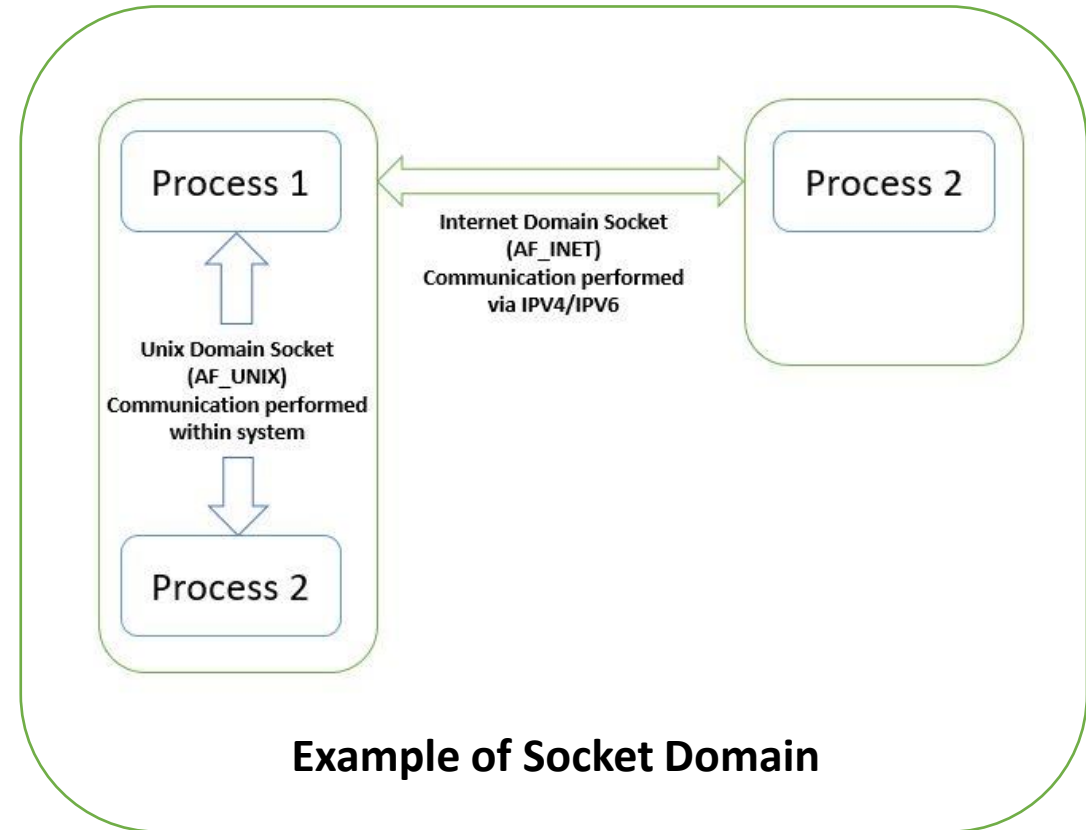 Process 1
Process 2
Internet Domain Socket
(AF_INET)
Communication performed
via IPV4/IPV6
Unix Domain Socket
(AF_UNIX)
Communication performed
within system
Process 2
Example of Socket Domain